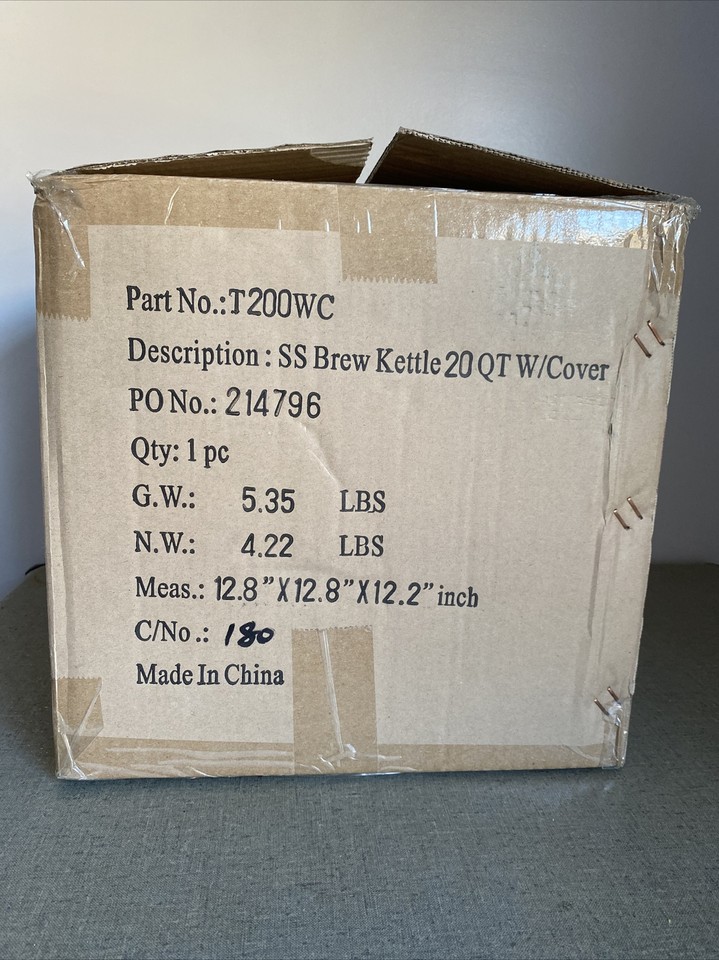 Part No.:T200WC
Description : SS Brew Kettle 20 QT W/Cover
PO No.: 214796
Qty: 1 pc
G.W.: 5.35 LBS
N.W.: 4.22 LBS
Meas.: 12.8”X12.8”X12.2” inch
C/No.: 180
Made In China